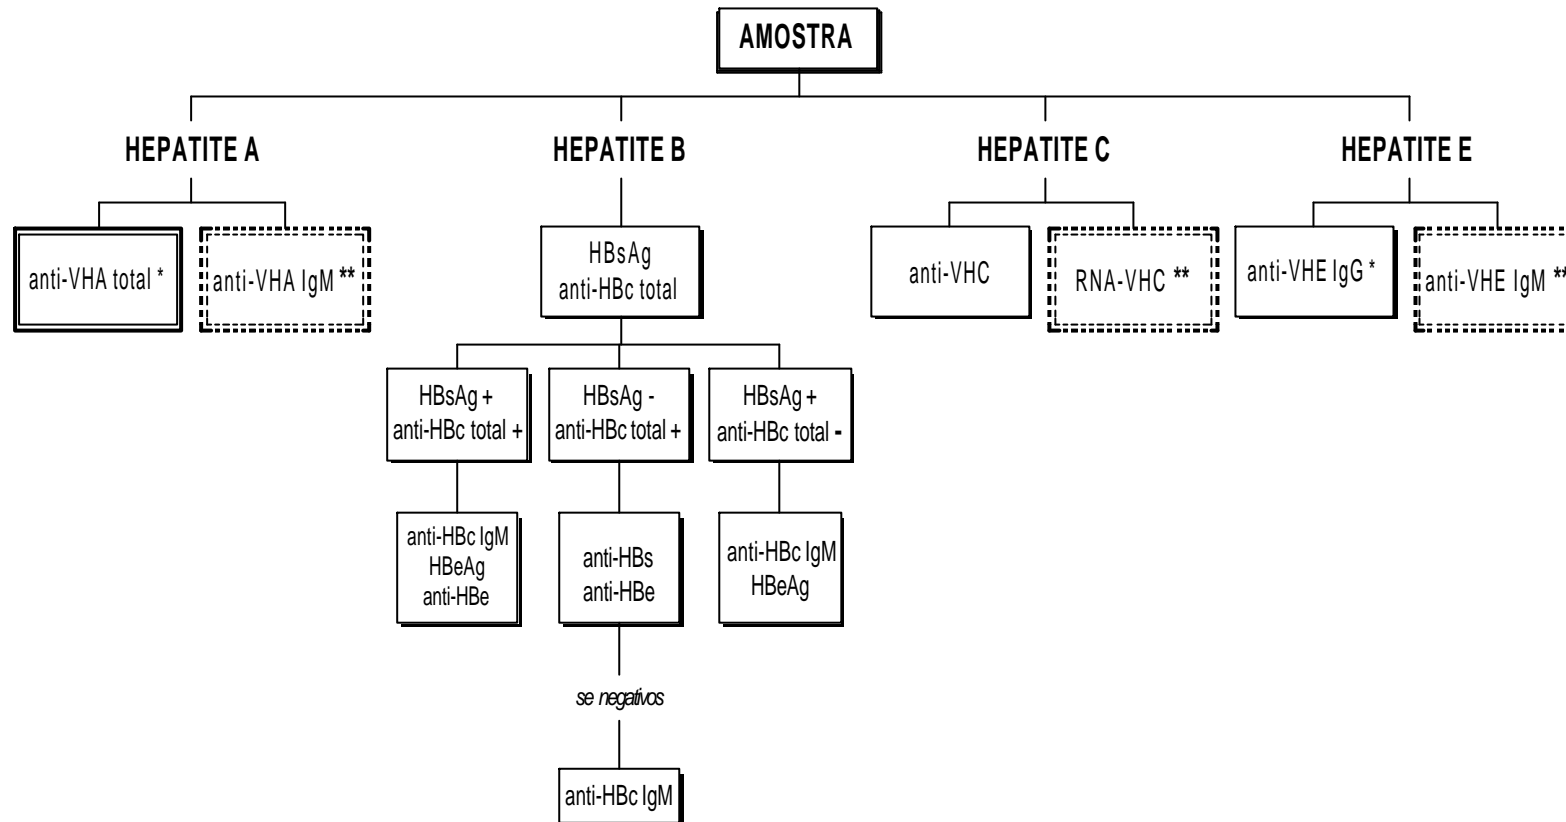 AMOSTRA
HEPATITE A
HEPATITE B
HEPATITE C
HEPATITE E
anti-VHA total *
anti-VHA IgM **
HBsAg
anti-HBc total
anti-VHC
RNA-VHC **
anti-VHE IgG *
anti-VHE IgM **
HBsAg +
anti-HBc total +
HBsAg -
anti-HBc total +
HBsAg +
anti-HBc total -
anti-HBc IgM
HBeAg
anti-HBe
anti-HBs
anti-HBe
anti-HBc IgM
HBeAg
se negativos
anti-HBc IgM